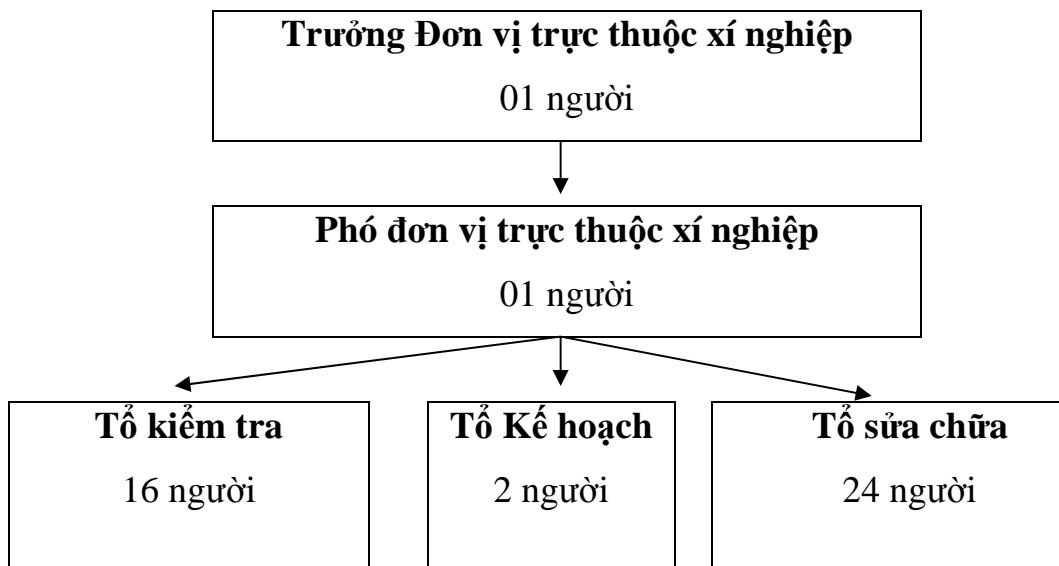 Trưởng Đơn vị trực thuộc xí nghiệp
01 người
Phó đơn vị trực thuộc xí nghiệp
01 người
Tổ kiểm tra
16 người
Tổ Kế hoạch
2 người
Tổ sửa chữa
24 người